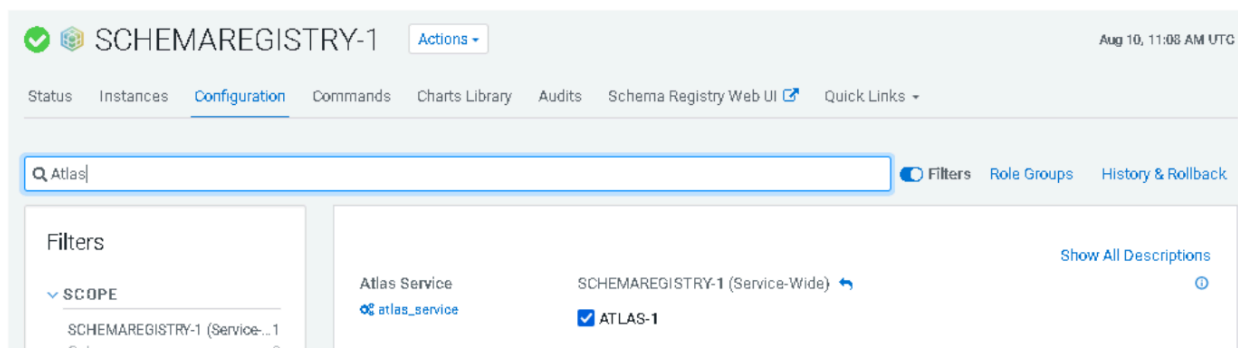 SCHEMAREGISTRY-1 Actions
Aug 10, 11:08 AM UTC
Status Instances Configuration Commands Charts Library Audits Schema Registry Web UI Quick Links
Atlas
Filters Role Groups History & Rollback
Filters
Show All Descriptions
SCOPE
Atlas Service SCHEMAREGISTRY-1 (Service-Wide)
atlas_service
ATLAS-1
SCHEMAREGISTRY-1 (Service-... 1